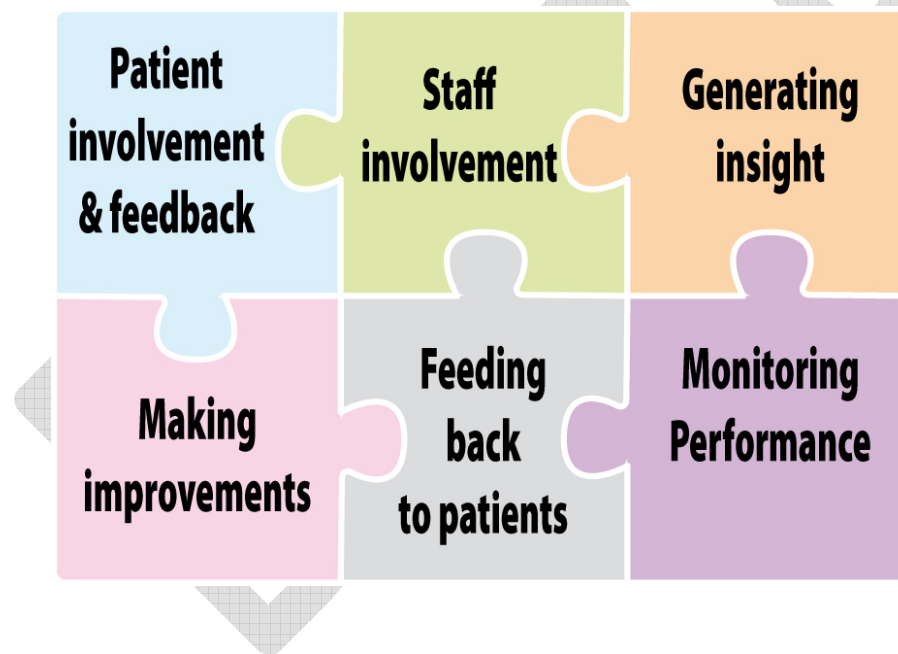 Patient
involvement
& feedback
Staff
involvement
Generating
insight
Making
improvements
Feeding
back
to patients
Monitoring
Performance